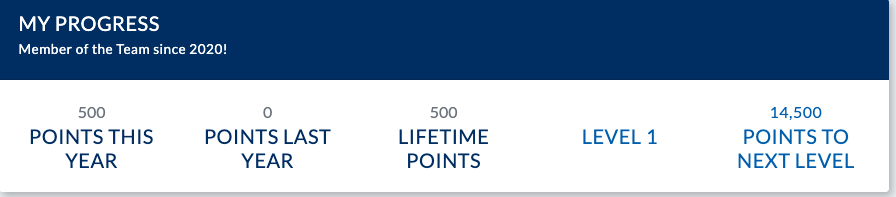 MY PROGRESS
Member of the Team since 2020!
500
POINTS THIS
YEAR
0
POINTS LAST
YEAR
500
LIFETIME
POINTS
LEVEL 1
14,500
POINTS TO
NEXT LEVEL